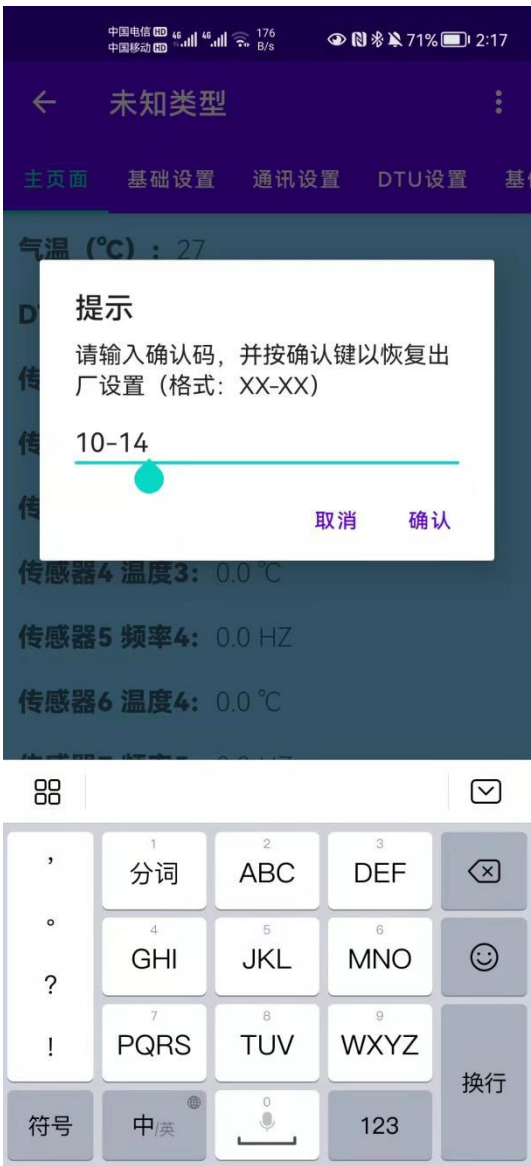 中国电信 HD 4G 4G 176 71% 2:17
中国移动 HD B/s
未知类型
主页面 基础设置 通讯设置 DTU设置
气温（°C）: 27
提示
请输入确认码，并按确认键以恢复出
厂设置（格式：XX-XX）
10-14
取消 确认
传感器4 温度3: 0.0 °C
传感器5 频率4: 0.0 HZ
传感器6 温度4: 0.0 °C
， 1 2 3
分词 ABC DEF
。 4 5 6
GHI JKL MNO
？
7 8 9
！ PQRS TUV WXYZ
换行
符号 中/英 0 123